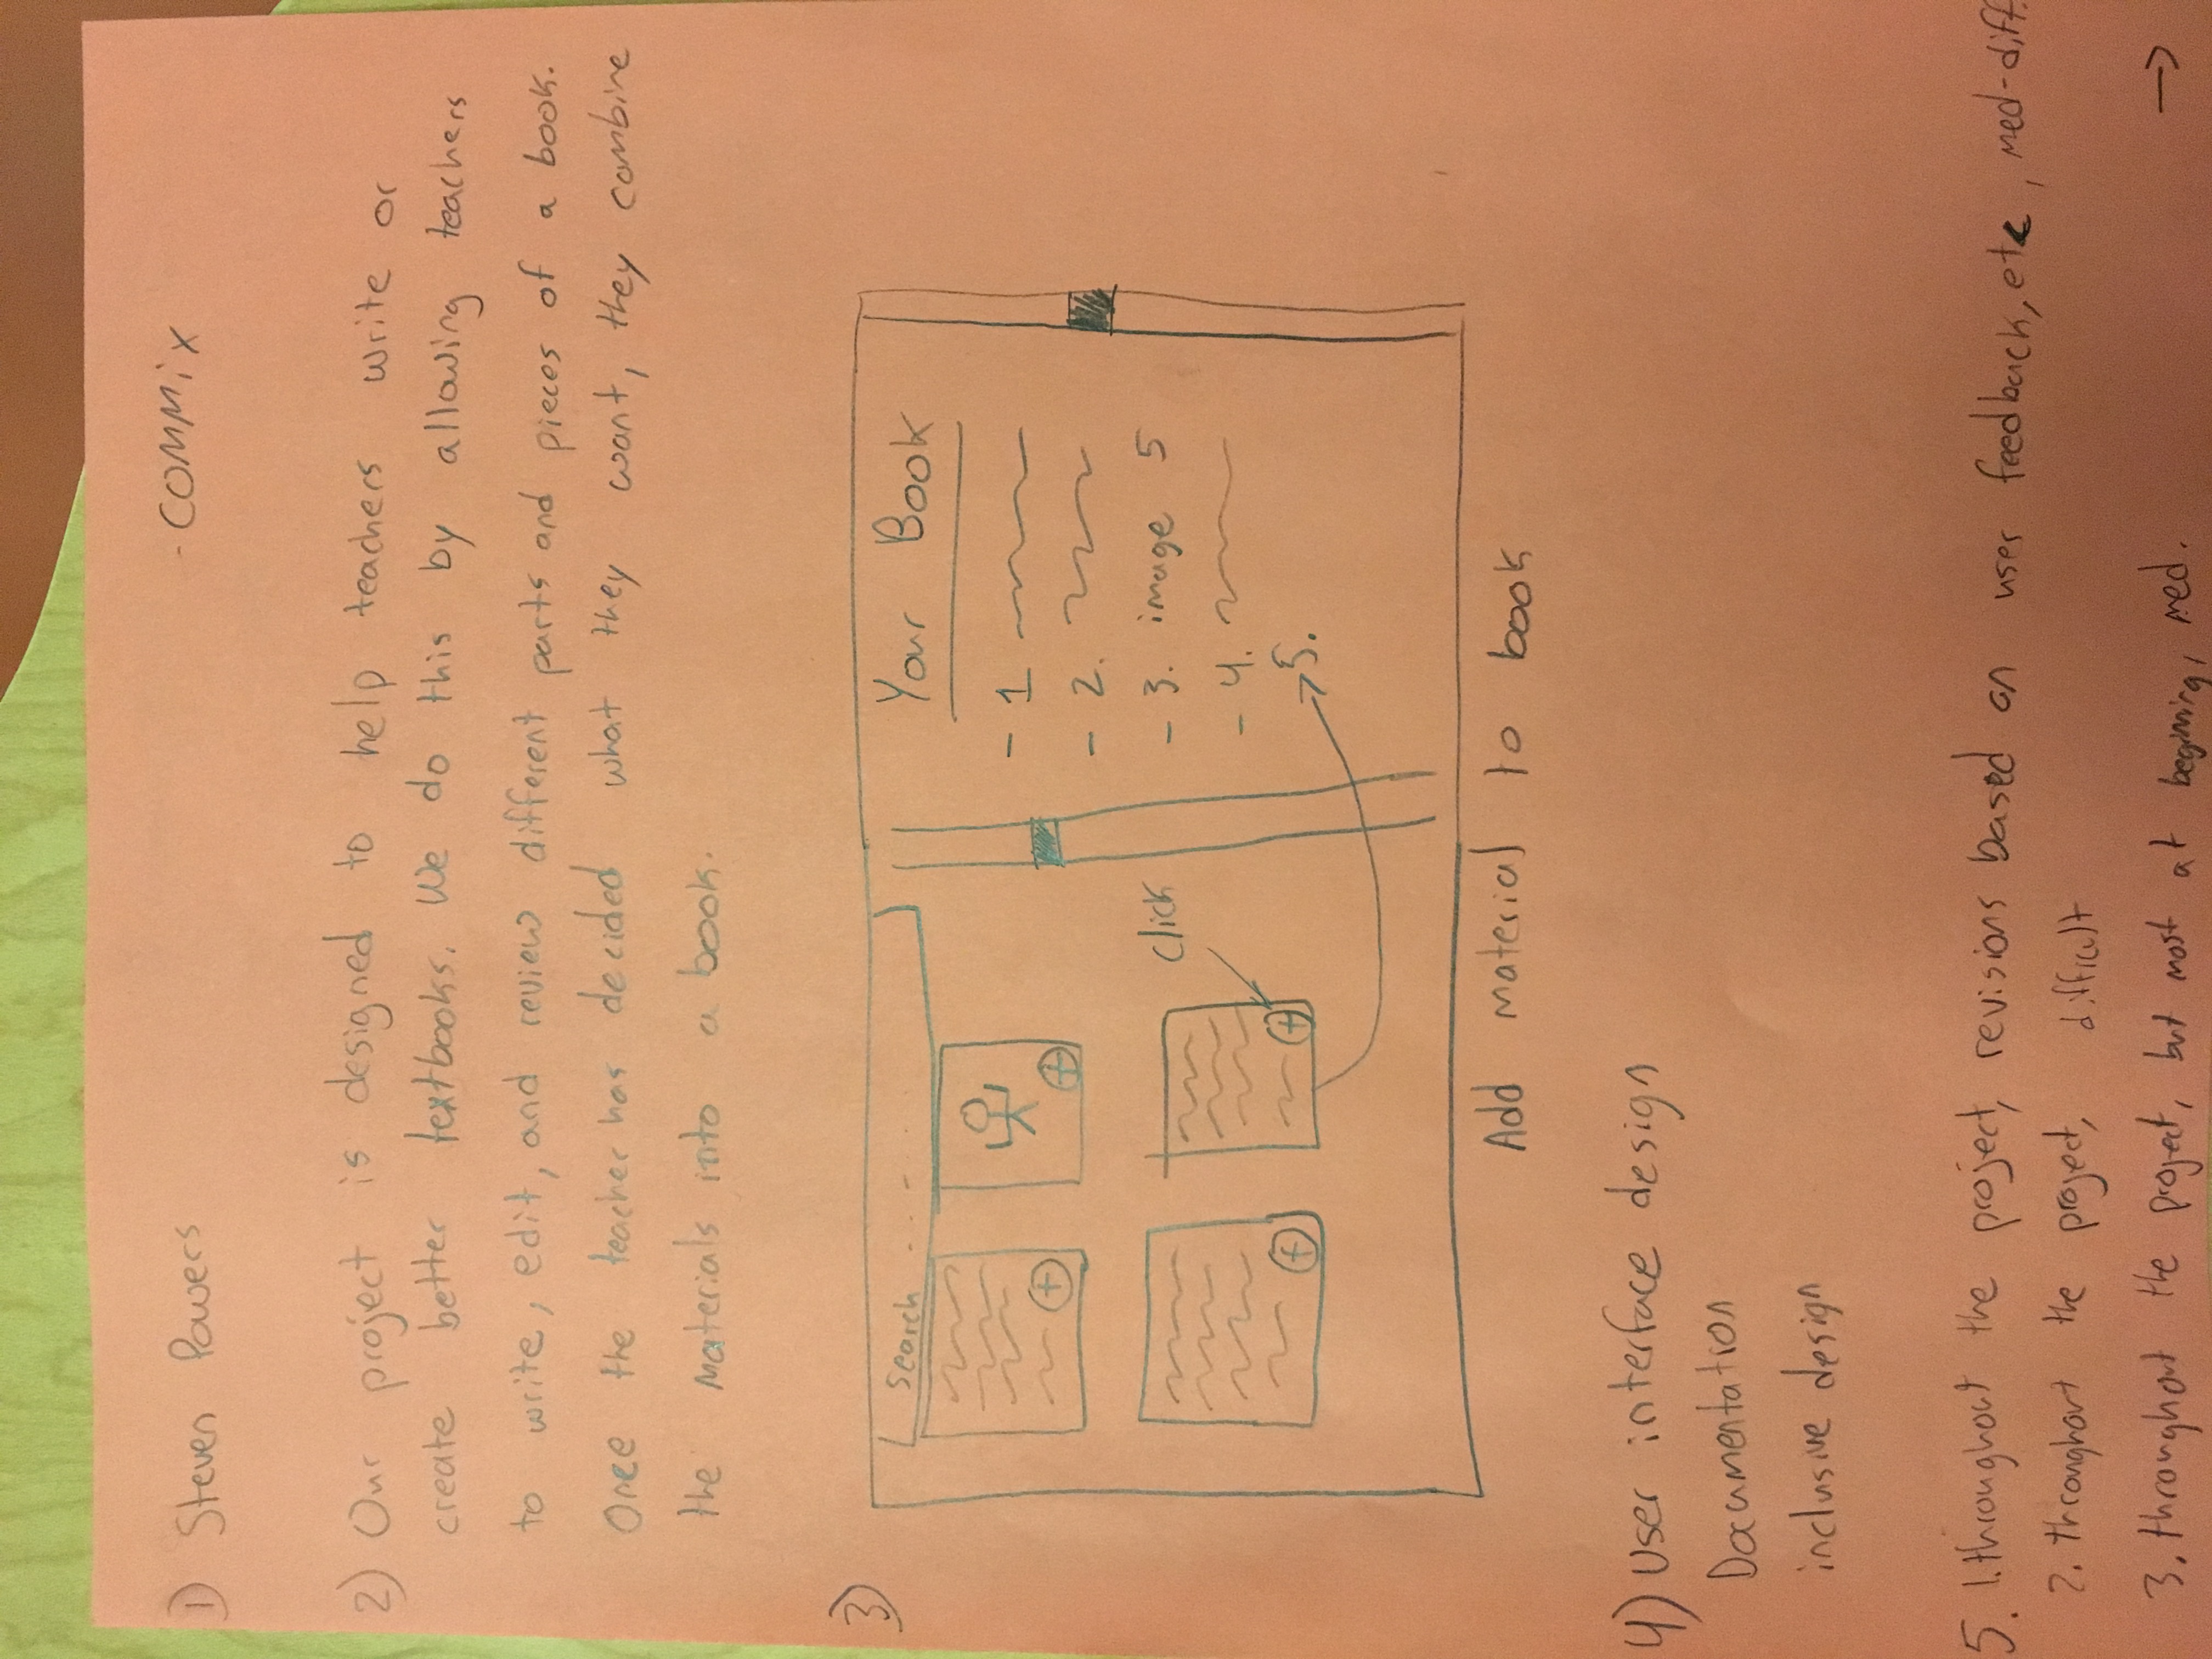 1) Steven Powers
- COMMiX
2) Our project is designed to help teachers write or
create better textbooks. We do this by allowing teachers
to write, edit, and review different parts and pieces of a book.
Once the teacher has decided what they want, they combine
the materials into a book.
3)
Search ... - ...
Your Book
- 1
- 2.
- 3. image 5
- 4.
5.
click
Add material to book
4) User interface design
Documentation
inclusive design
5. 1. throughout the project, revisions based on user feedback, etc, med-diff.
2. throughout the project, difficult
3. throughout the project, but most at beginning, med. →